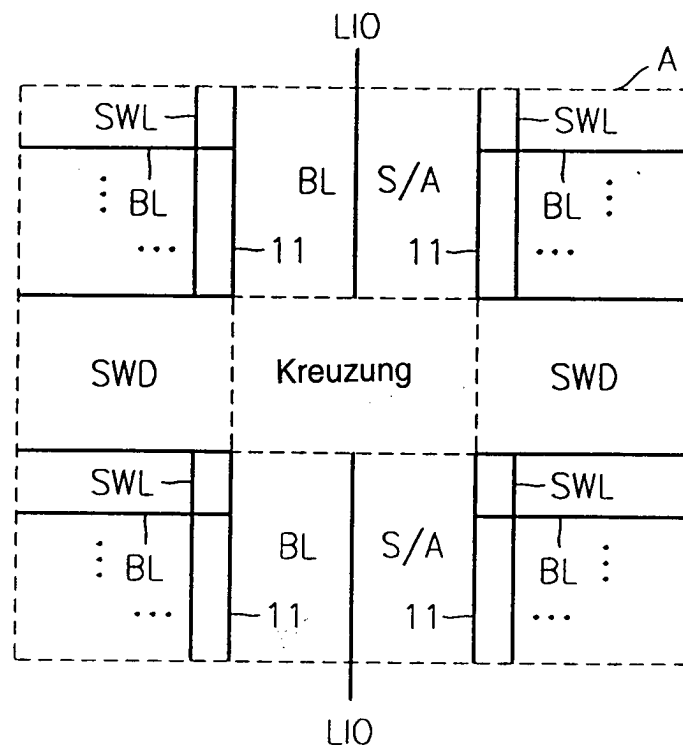 LIO
A
SWL
SWL
BL
BL S/A
BL
11
11
SWD
Kreuzung
SWD
SWL
SWL
BL
BL S/A
BL
11
11
LIO